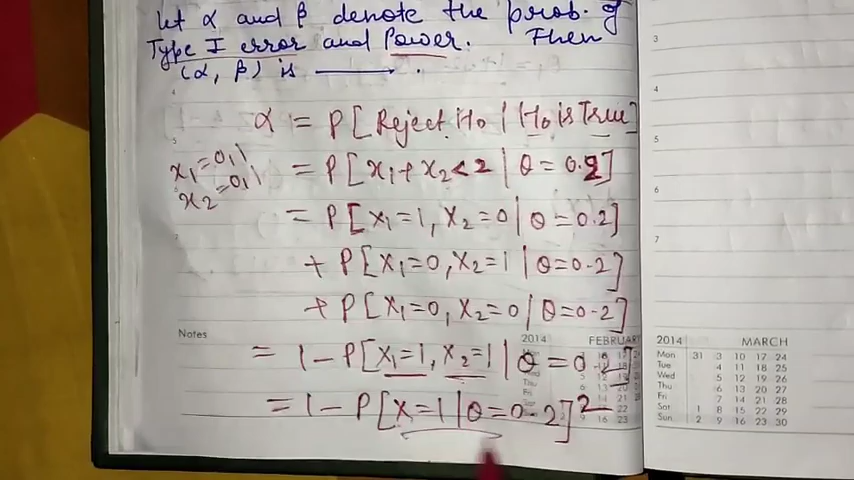 let α and β denote the prob. of
Type I error and Power. Then
(α, β) is ———.
α = P[Reject H0 | H0 is True]
x1=0,1
x2=0,1
= P[x1+x2<2 | θ=0.2]
= P[x1=1, x2=0 | θ=0.2]
+ P[x1=0, x2=1 | θ=0.2]
+ P[x1=0, x2=0 | θ=0.2]
Notes
= 1-P[x1=1, x2=1 | θ=0.2]
= 1-P[x=1 | θ=0.2]²
2014 FEBRUAR
3
4
5
6
7
2014 MARCH
Mon 31 3 10 17 24
Tue 4 11 18 25
Wed 5 12 19 26
Thu 6 13 20 27
Fri 7 14 21 28
Sat 1 8 15 22 29
Sun 2 9 16 23 30